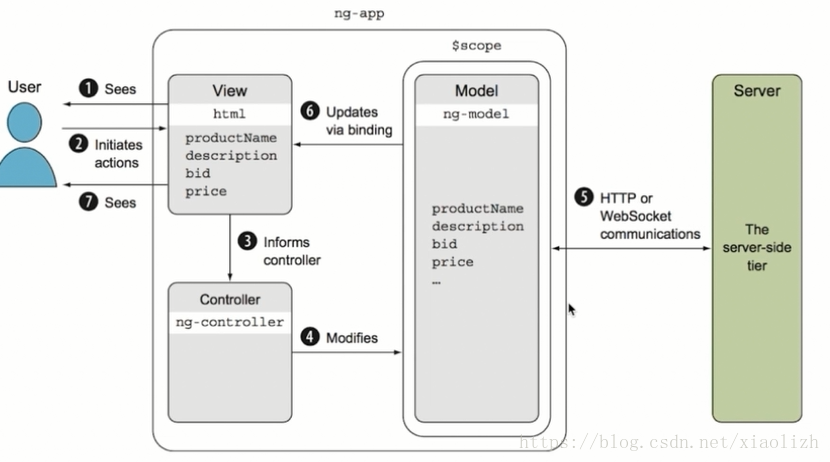 ng-app
$scope
User
1 Sees
2 Initiates
actions
7 Sees
View
html
productName
description
bid
price
3 Informs
controller
Controller
ng-controller
4 Modifies
6 Updates
via binding
Model
ng-model
productName
description
bid
price
…
5 HTTP or
WebSocket
communications
Server
The
server-side
tier
https://blog.csdn.net/xiaolizh